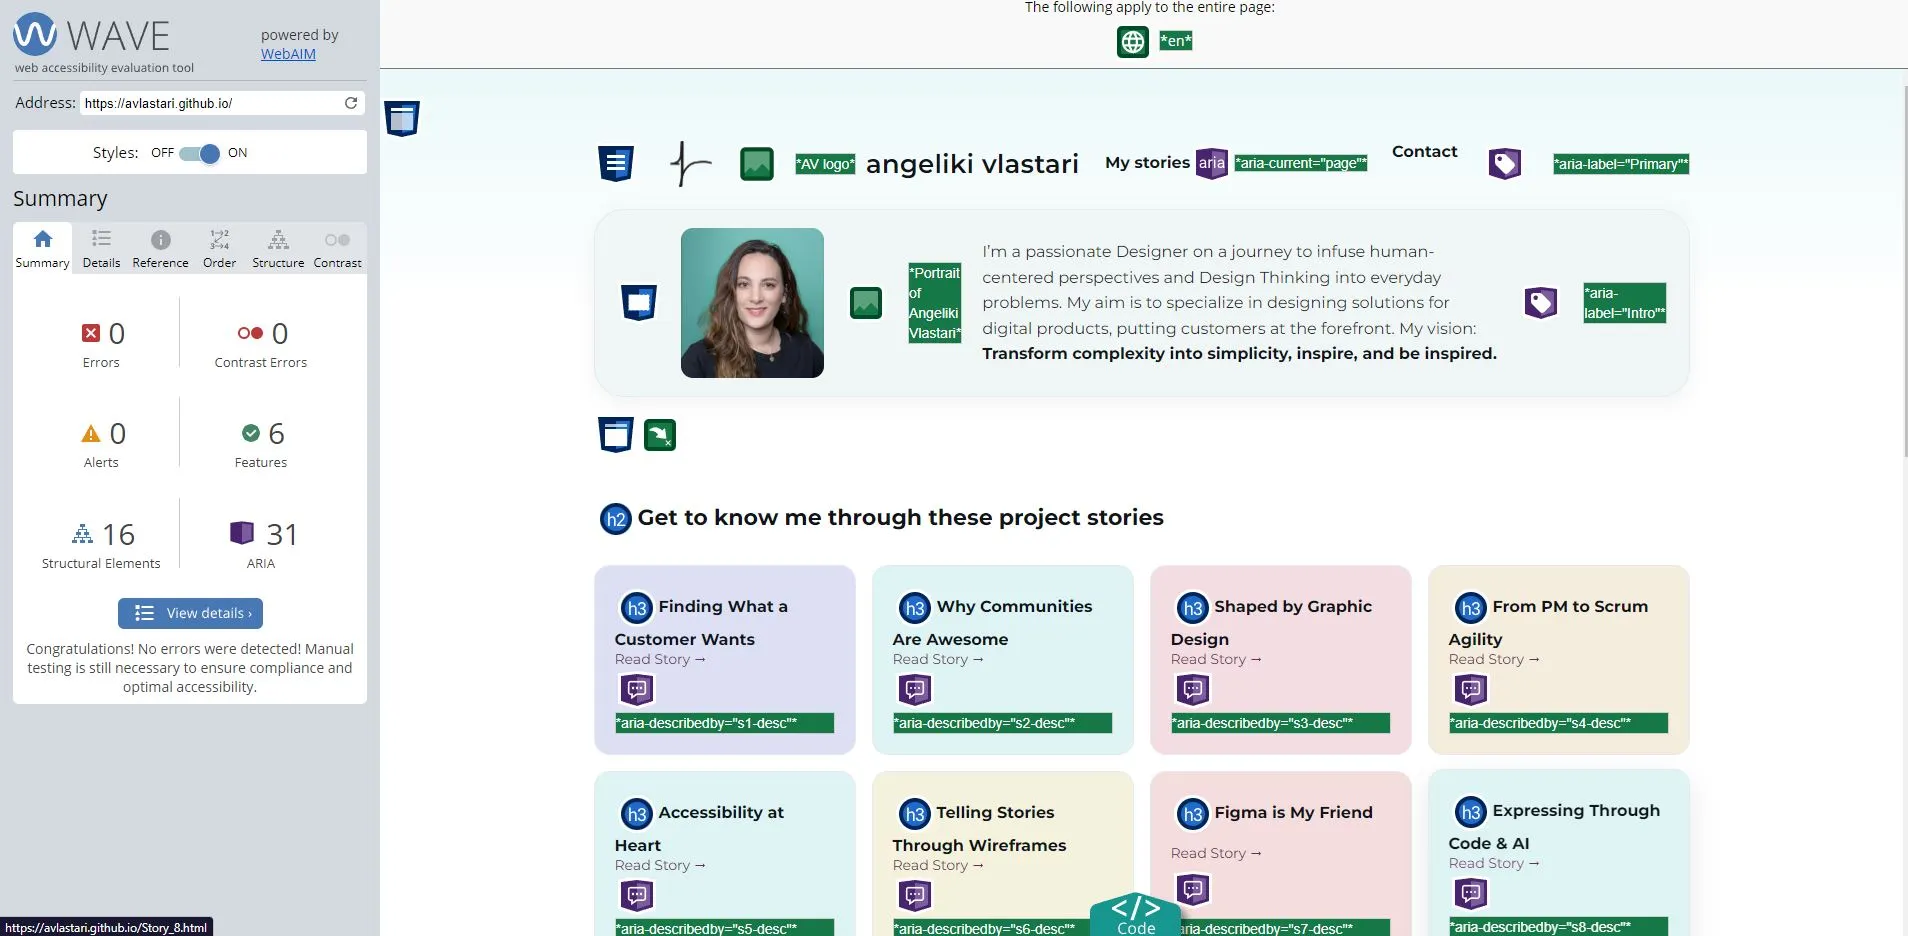 WAVE
powered by
WebAIM
web accessibility evaluation tool
Address: https://avlastari.github.io/
Styles: OFF ON
Summary
Summary Details Reference Order Structure Contrast
0
Errors
0
Contrast Errors
0
Alerts
6
Features
16
Structural Elements
31
ARIA
View details ›
Congratulations! No errors were detected! Manual
testing is still necessary to ensure compliance and
optimal accessibility.
https://avlastari.github.io/Story_8.html
The following apply to the entire page:
*en*
*AV logo* angeliki vlastari My stories aria *aria-current="page"* Contact *aria-label="Primary"*
*Portrait
of
Angeliki
Vlastari*
I'm a passionate Designer on a journey to infuse human-
centered perspectives and Design Thinking into everyday
problems. My aim is to specialize in designing solutions for
digital products, putting customers at the forefront. My vision:
Transform complexity into simplicity, inspire, and be inspired.
*aria-
label="Intro"*
h2 Get to know me through these project stories
h3 Finding What a
Customer Wants
Read Story →
*aria-describedby="s1-desc"*
h3 Why Communities
Are Awesome
Read Story →
*aria-describedby="s2-desc"*
h3 Shaped by Graphic
Design
Read Story →
*aria-describedby="s3-desc"*
h3 From PM to Scrum
Agility
Read Story →
*aria-describedby="s4-desc"*
h3 Accessibility at
Heart
Read Story →
*aria-describedby="s5-desc"*
h3 Telling Stories
Through Wireframes
Read Story →
*aria-describedby="s6-desc"*
h3 Figma is My Friend
Read Story →
aria-describedby="s7-desc"*
h3 Expressing Through
Code & AI
Read Story →
*aria-describedby="s8-desc"*
</>
Code